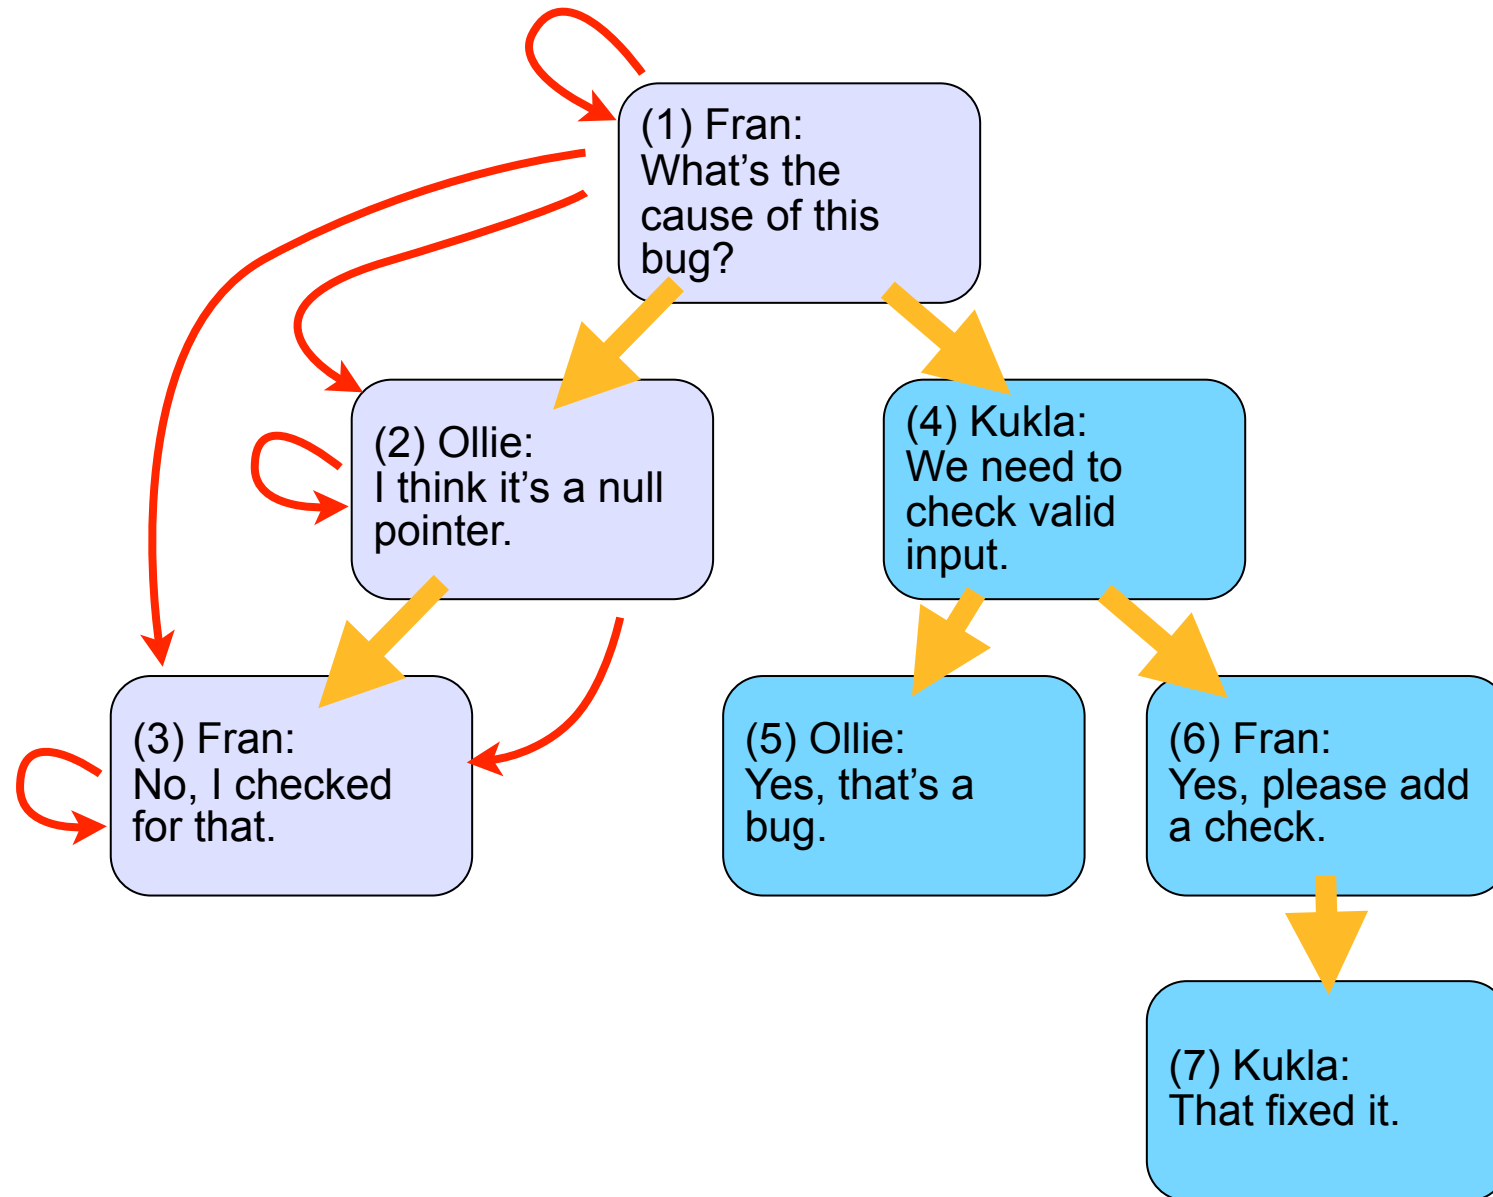 (1) Fran:
What’s the
cause of this
bug?
(2) Ollie:
I think it’s a null
pointer.
(4) Kukla:
We need to
check valid
input.
(3) Fran:
No, I checked
for that.
(5) Ollie:
Yes, that’s a
bug.
(6) Fran:
Yes, please add
a check.
(7) Kukla:
That fixed it.